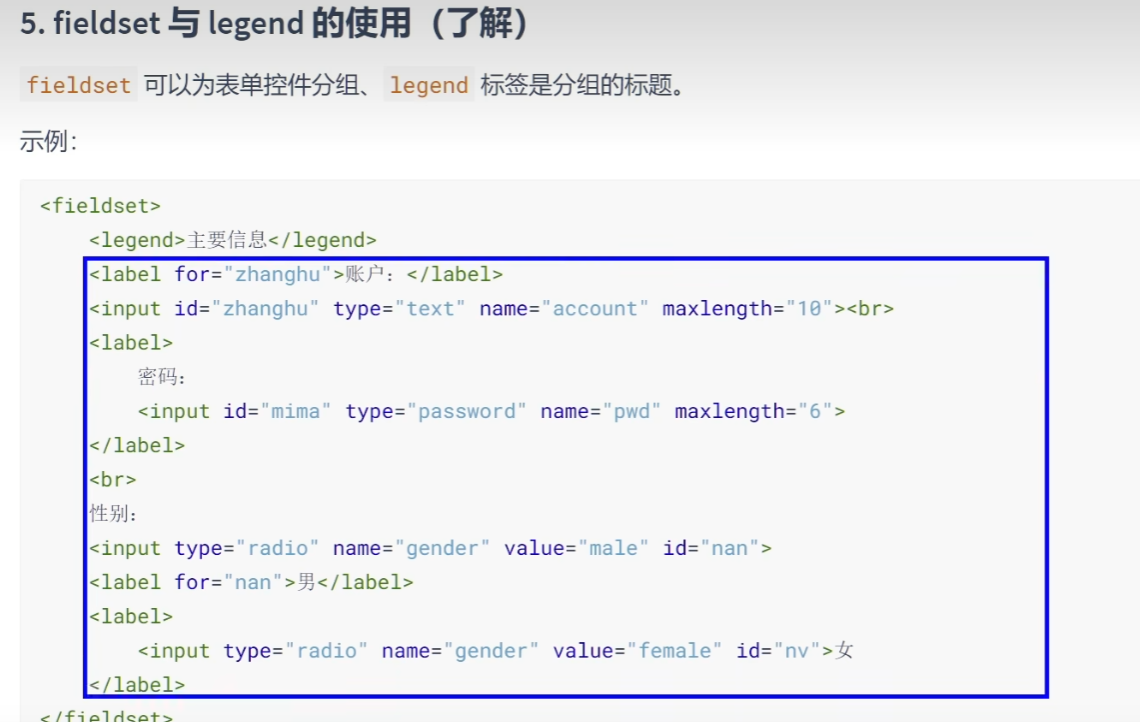 5. fieldset 与 legend 的使用（了解）
fieldset 可以为表单控件分组、 legend 标签是分组的标题。
示例：
<fieldset>
    <legend>主要信息</legend>
    <label for="zhanghu">账户：</label>
    <input id="zhanghu" type="text" name="account" maxlength="10"><br>
    <label>
        密码：
        <input id="mima" type="password" name="pwd" maxlength="6">
    </label>
    <br>
    性别：
    <input type="radio" name="gender" value="male" id="nan">
    <label for="nan">男</label>
    <label>
        <input type="radio" name="gender" value="female" id="nv">女
    </label>
</fieldset>